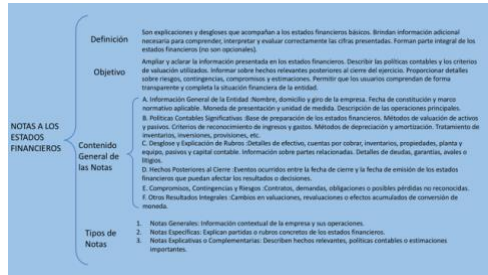 Definición
Son explicaciones y desgloses que acompañan a los estados financieros básicos. Brindan información adicional
necesaria para comprender, interpretar y evaluar correctamente las cifras presentadas. Forman parte integral de los
estados financieros (no son opcionales).
Objetivo
Ampliar y aclarar la información presentada en los estados financieros. Describir las políticas contables y los criterios
de valuación utilizados. Informar sobre hechos relevantes posteriores al cierre del ejercicio. Proporcionar detalles
sobre riesgos, contingencias, compromisos y estimaciones. Permitir que los usuarios comprendan de forma
transparente y completa la situación financiera de la entidad.
NOTAS A LOS
ESTADOS
FINANCIEROS
Contenido
General de
las Notas
A. Información General de la Entidad: Nombre, domicilio y giro de la empresa. Fecha de constitución y marco
normativo aplicable. Moneda de presentación y unidad de medida. Descripción de las operaciones principales.
B. Políticas Contables Significativas: Base de preparación de los estados financieros. Métodos de valuación de activos
y pasivos. Criterios de reconocimiento de ingresos y gastos. Métodos de depreciación y amortización. Tratamiento de
inventarios, inversiones, provisiones, etc.
C. Desglose y Explicación de Rubros :Detalles de efectivo, cuentas por cobrar, inventarios, propiedades, planta y
equipo, pasivos y capital contable. Información sobre partes relacionadas. Detalles de deudas, garantías, avales o
litigios.
D. Hechos Posteriores al Cierre :Eventos ocurridos entre la fecha de cierre y la fecha de emisión de los estados
financieros que puedan afectar los resultados o decisiones.
E. Compromisos, Contingencias y Riesgos :Contratos, demandas, obligaciones o posibles pérdidas no reconocidas.
F. Otros Resultados Integrales: Cambios en valuaciones, revaluaciones o efectos acumulados de conversión de
moneda.
Tipos de
Notas
1. Notas Generales: Información contextual de la empresa y sus operaciones.
2. Notas Específicas: Explican partidas o rubros concretos de los estados financieros.
3. Notas Explicativas o Complementarias: Describen hechos relevantes, políticas contables o estimaciones
importantes.